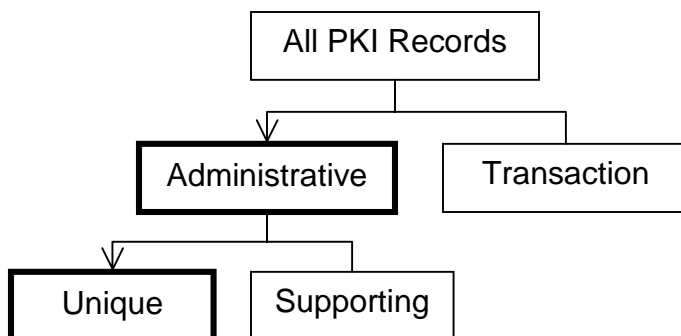 All PKI Records
Administrative
Transaction
Unique
Supporting